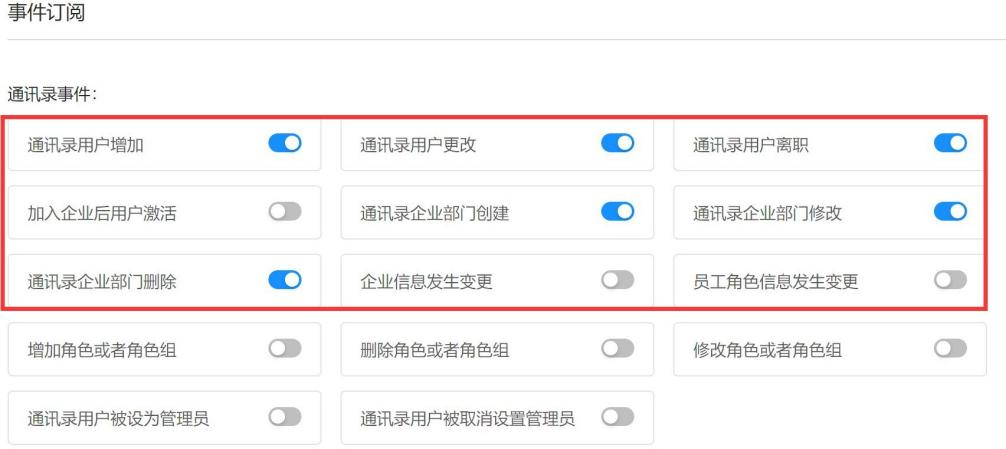 事件订阅
通讯录事件：
通讯录用户增加
通讯录用户更改
通讯录用户离职
加入企业后用户激活
通讯录企业部门创建
通讯录企业部门修改
通讯录企业部门删除
企业信息发生变更
员工角色信息发生变更
增加角色或者角色组
删除角色或者角色组
修改角色或者角色组
通讯录用户被设为管理员
通讯录用户被取消设置管理员